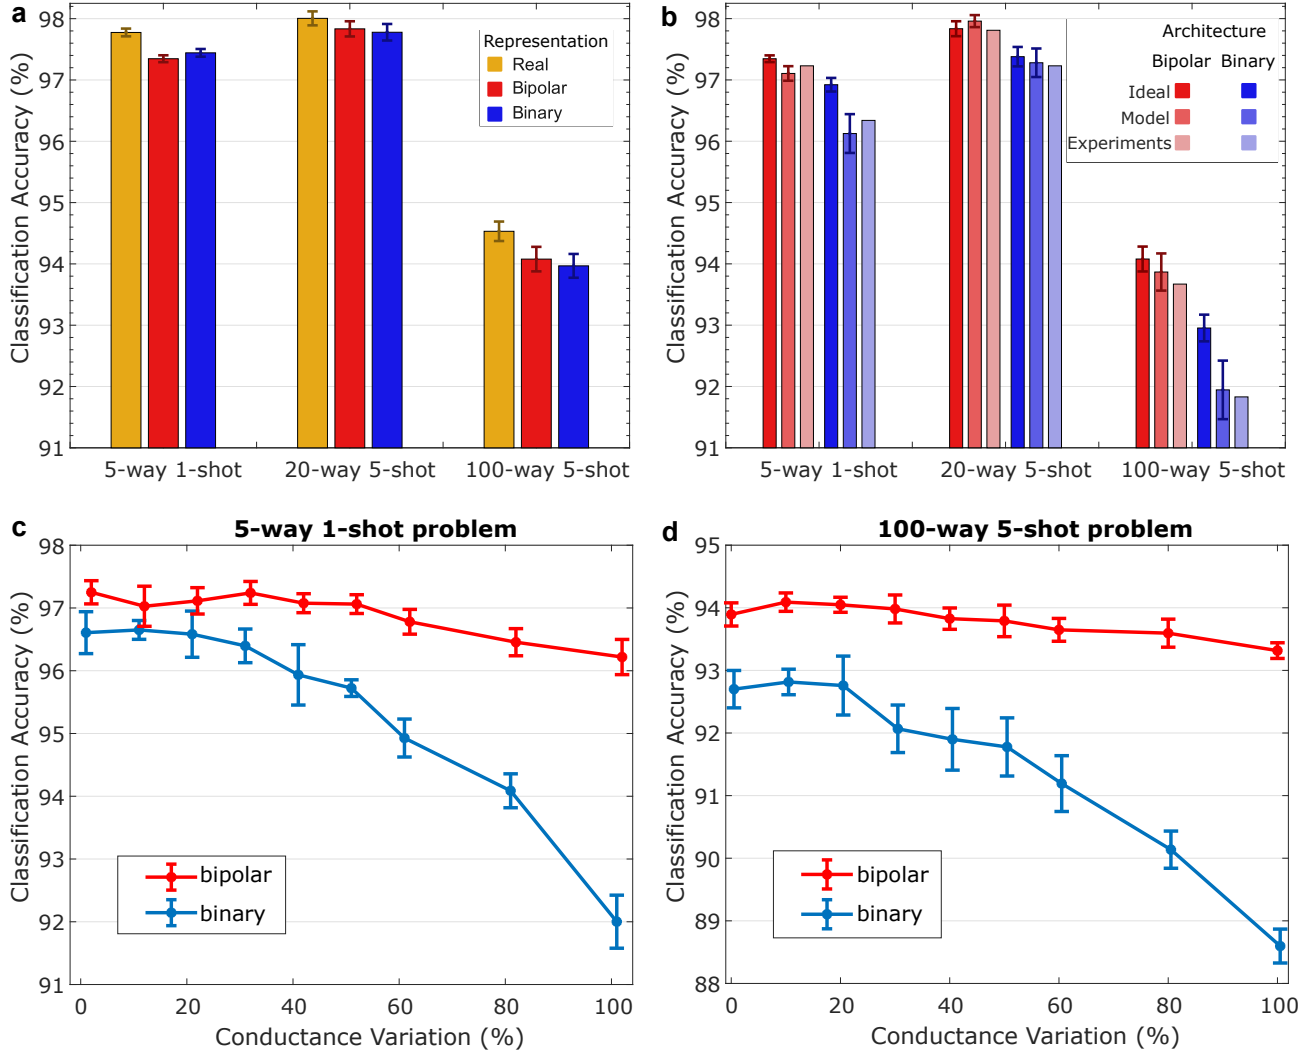 a
98
97
96
95
94
93
92
91
Classification Accuracy (%)
Representation
Real
Bipolar
Binary
5-way 1-shot
20-way 5-shot
100-way 5-shot
b
98
97
96
95
94
93
92
91
Classification Accuracy (%)
Architecture
Bipolar Binary
Ideal
Model
Experiments
5-way 1-shot
20-way 5-shot
100-way 5-shot
c
5-way 1-shot problem
98
97
96
95
94
93
92
91
Classification Accuracy (%)
bipolar
binary
0 20 40 60 80 100
Conductance Variation (%)
d
100-way 5-shot problem
95
94
93
92
91
90
89
88
Classification Accuracy (%)
bipolar
binary
0 20 40 60 80 100
Conductance Variation (%)